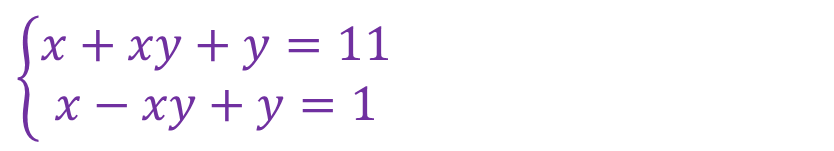 x + xy + y = 11
x − xy + y = 1